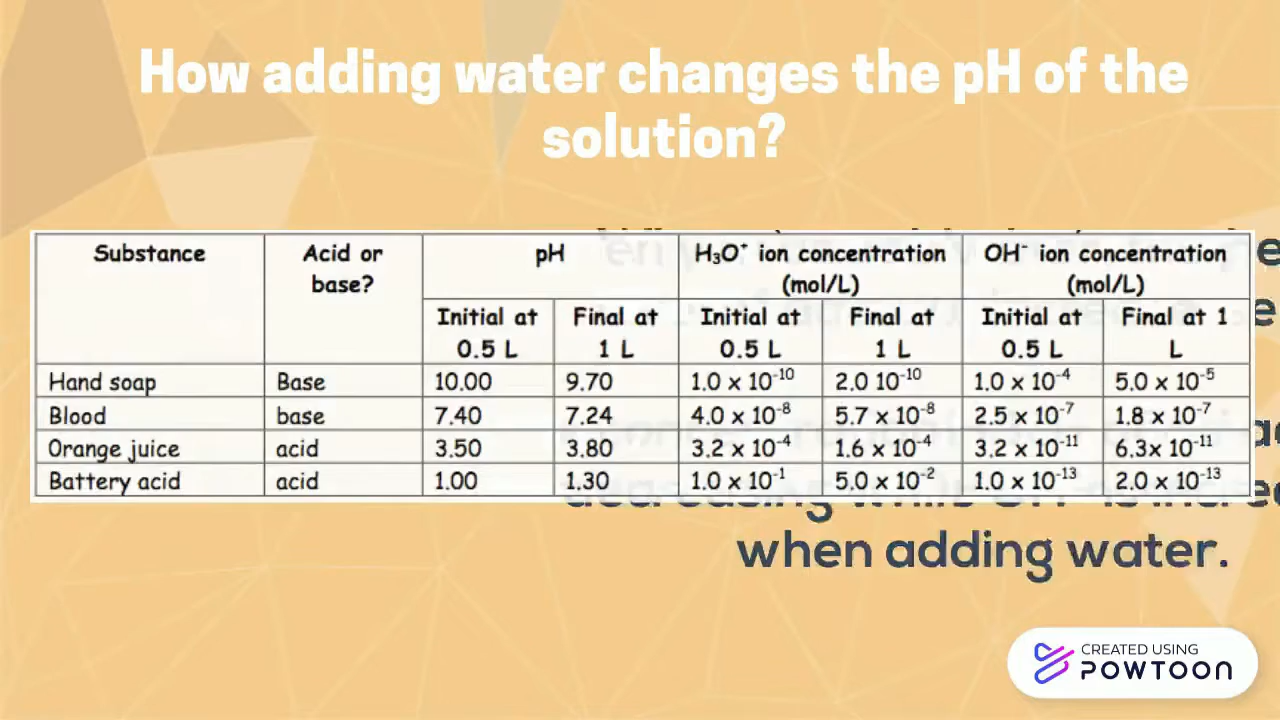 How adding water changes the pH of the
solution?
Substance Acid or base? pH H₃O⁺ ion concentration (mol/L) OH⁻ ion concentration (mol/L)
Initial at 0.5 L Final at 1 L Initial at 0.5 L Final at 1 L Initial at 0.5 L Final at 1 L
Hand soap Base 10.00 9.70 1.0 x 10⁻¹⁰ 2.0 10⁻¹⁰ 1.0 x 10⁻⁴ 5.0 x 10⁻⁵
Blood base 7.40 7.24 4.0 x 10⁻⁸ 5.7 x 10⁻⁸ 2.5 x 10⁻⁷ 1.8 x 10⁻⁷
Orange juice acid 3.50 3.80 3.2 x 10⁻⁴ 1.6 x 10⁻⁴ 3.2 x 10⁻¹¹ 6.3x 10⁻¹¹
Battery acid acid 1.00 1.30 1.0 x 10⁻¹ 5.0 x 10⁻² 1.0 x 10⁻¹³ 2.0 x 10⁻¹³
decreasing while OH- is
when adding water.
CREATED USING
POWTOON